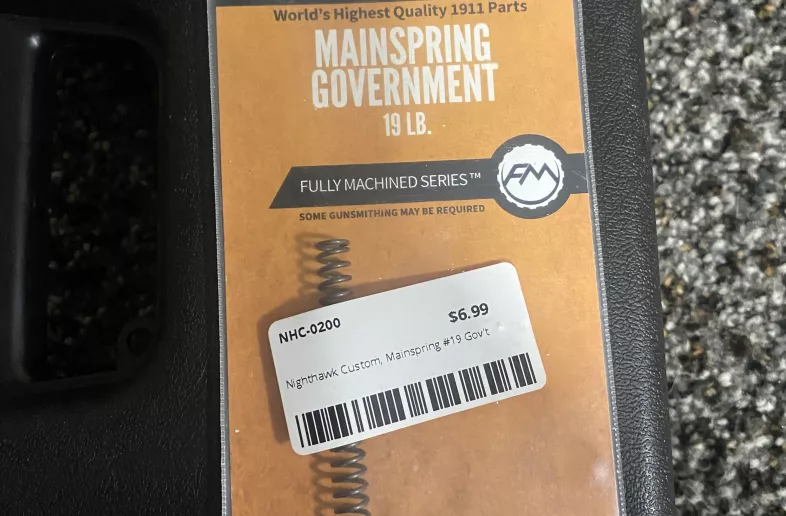 World's Highest Quality 1911 Parts
MAINSPRING
GOVERNMENT
19 LB.
FULLY MACHINED SERIES™
FM
SOME GUNSMITHING MAY BE REQUIRED
NHC-0200
$6.99
Nighthawk Custom, Mainspring #19 Gov't